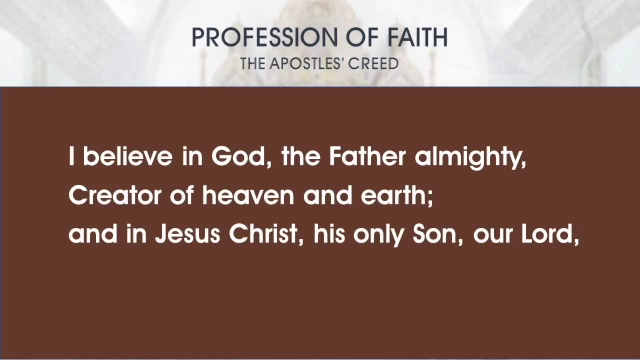 PROFESSION OF FAITH
THE APOSTLES’ CREED
I believe in God, the Father almighty,
Creator of heaven and earth;
and in Jesus Christ, his only Son, our Lord,